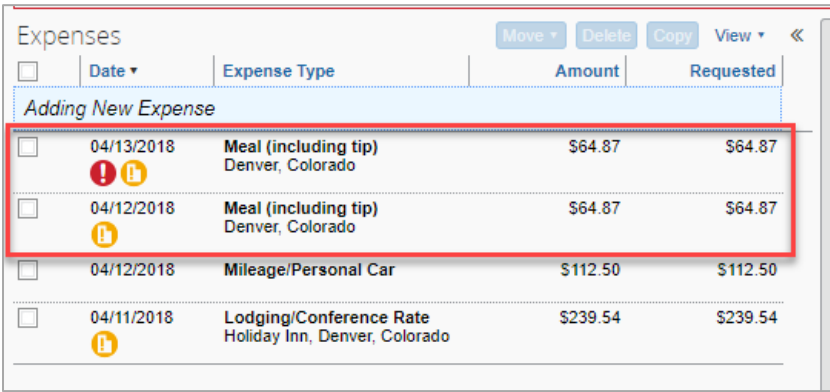 Expenses
Move ▾ Delete Copy View ▾ «
Date ▾ Expense Type Amount Requested
Adding New Expense
04/13/2018 Meal (including tip) $64.87 $64.87
Denver, Colorado
04/12/2018 Meal (including tip) $64.87 $64.87
Denver, Colorado
04/12/2018 Mileage/Personal Car $112.50 $112.50
04/11/2018 Lodging/Conference Rate $239.54 $239.54
Holiday Inn, Denver, Colorado